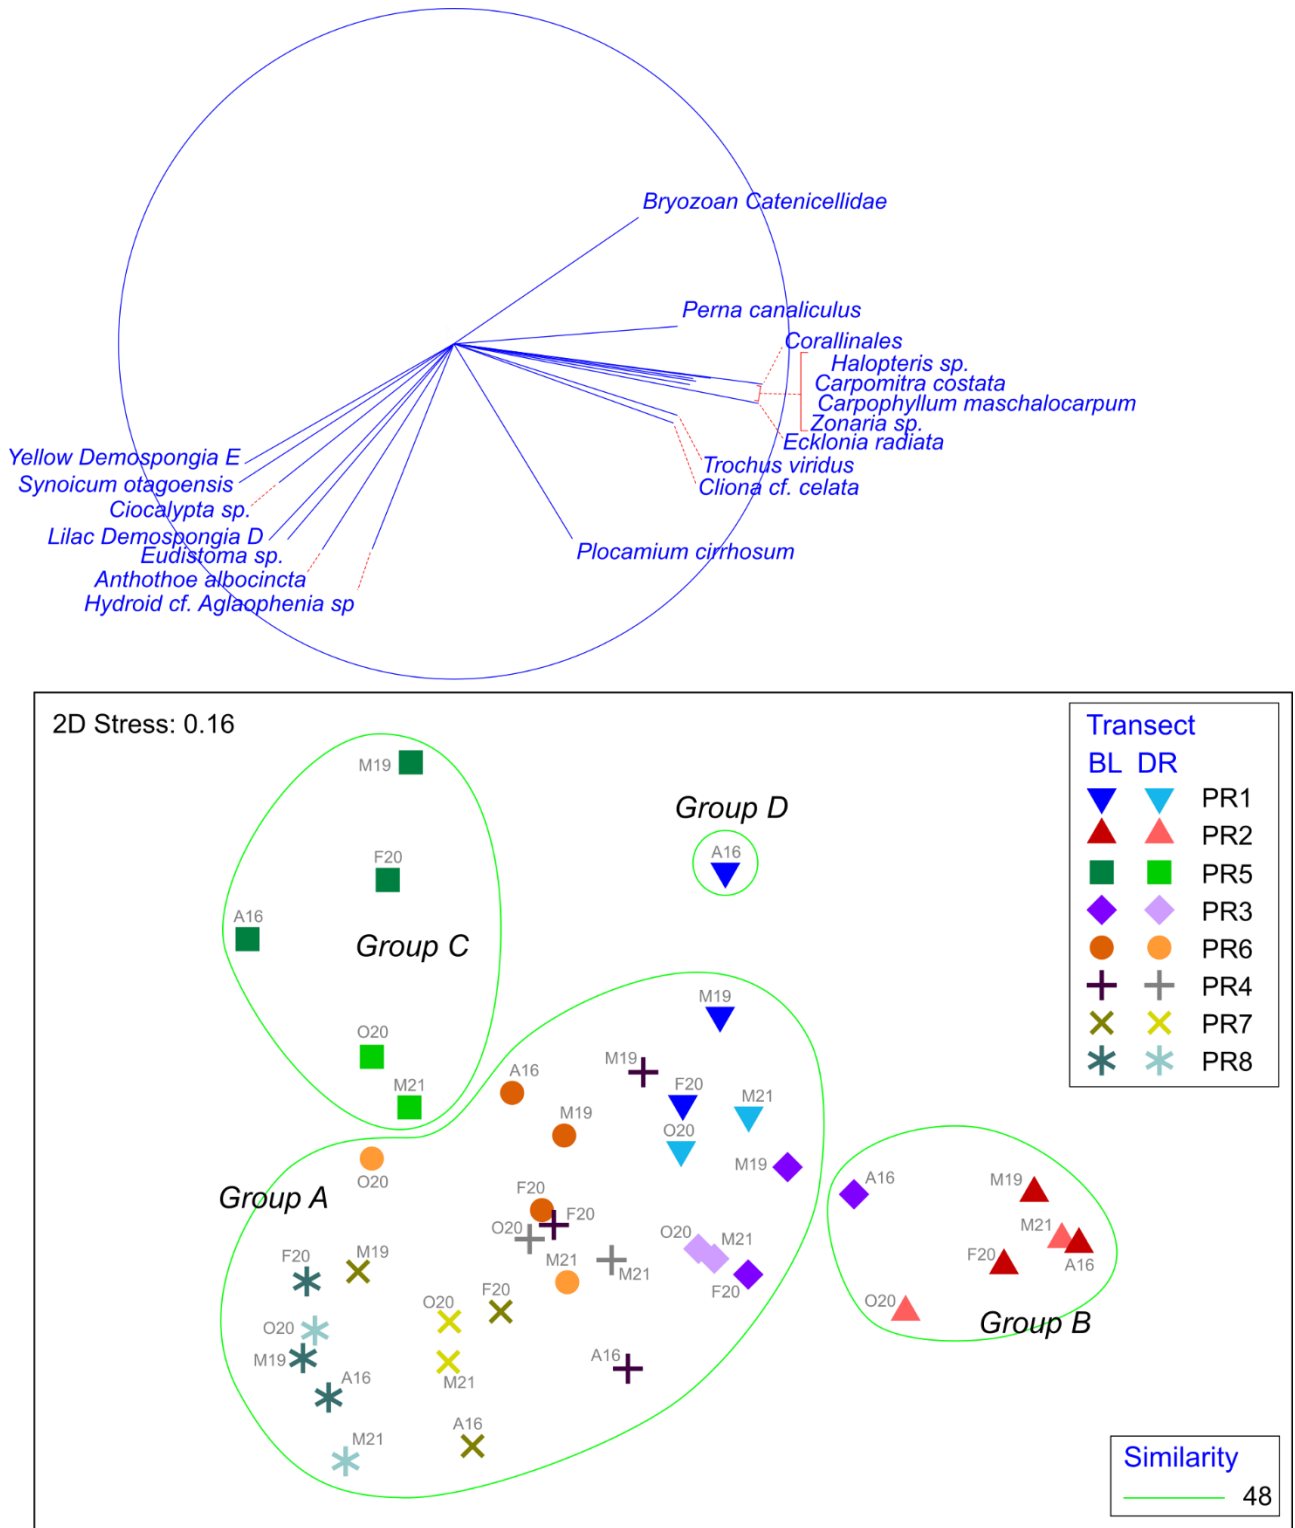 Bryozoan Catenicellidae
Perna canaliculus
Corallinales
Halopteris sp.
Carpomitra costata
Carpophyllum maschalocarpum
Zonaria sp.
Ecklonia radiata
Trochus viridus
Cliona cf. celata
Yellow Demospongia E
Synoicum otagoensis
Ciocalypta sp.
Lilac Demospongia D
Eudistoma sp.
Plocamium cirrhosum
Anthothoe albocincta
Hydroid cf. Aglaophenia sp
2D Stress: 0.16
Transect
BL DR
PR1
PR2
PR5
PR3
PR6
PR4
PR7
PR8
M19
Group D
A16
F20
A16
Group C
M19
O20
M21
A16
M19
F20
M21
M19
O20
M19
O20
Group A
A16
M19
M21
F20
A16
O20
Group B
F20
F20
O20
M21
O20
M21
F20
M21
F20
M19
O20
F20
O20
M19
M21
A16
A16
M21
A16
Similarity
48